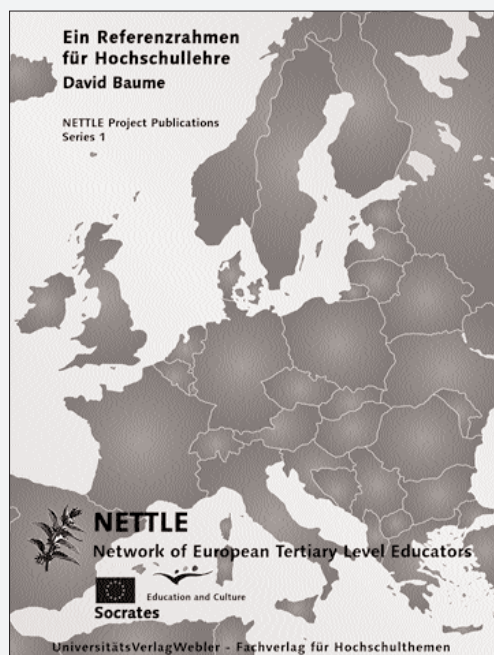 Ein Referenzrahmen
für Hochschullehre
David Baume
NETTLE Project Publications
Series 1
NETTLE
Network of European Tertiary Level Educators
Education and Culture
Socrates
UniversitätsVerlagWebler - Fachverlag für Hochschulthemen